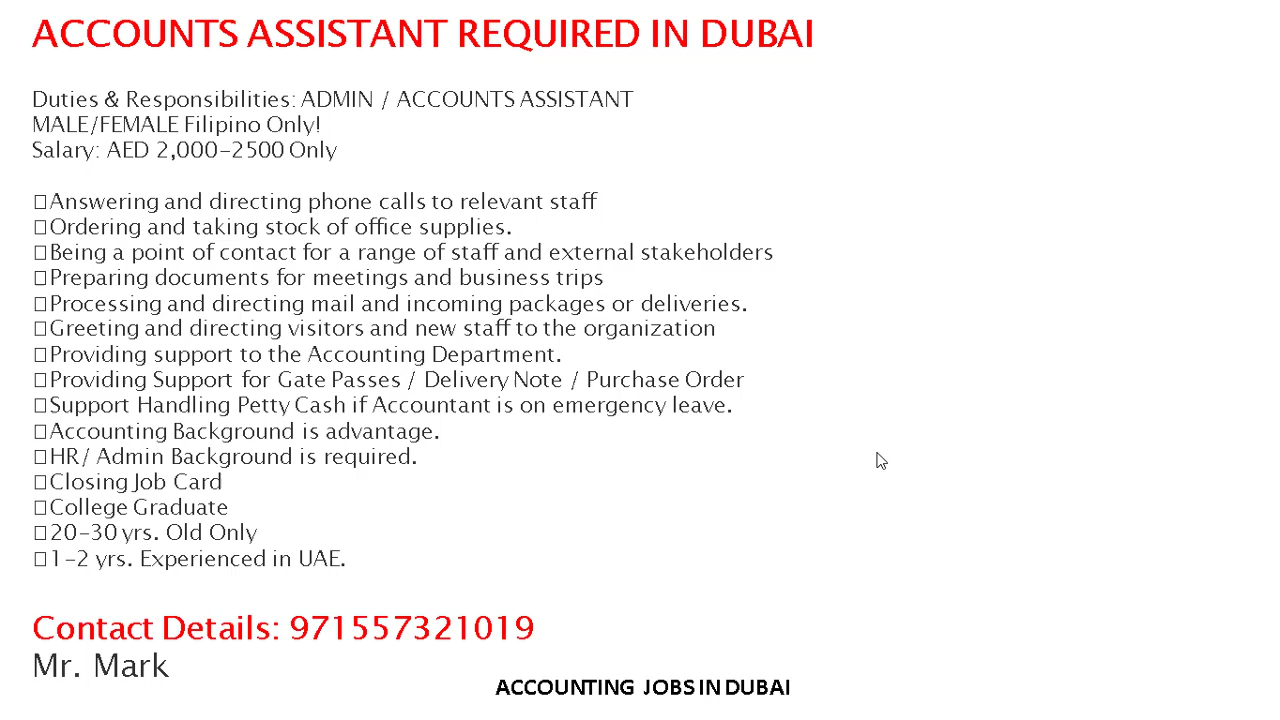 ACCOUNTS ASSISTANT REQUIRED IN DUBAI
Duties & Responsibilities: ADMIN / ACCOUNTS ASSISTANT
MALE/FEMALE Filipino Only!
Salary: AED 2,000-2500 Only
□Answering and directing phone calls to relevant staff
□Ordering and taking stock of office supplies.
□Being a point of contact for a range of staff and external stakeholders
□Preparing documents for meetings and business trips
□Processing and directing mail and incoming packages or deliveries.
□Greeting and directing visitors and new staff to the organization
□Providing support to the Accounting Department.
□Providing Support for Gate Passes / Delivery Note / Purchase Order
□Support Handling Petty Cash if Accountant is on emergency leave.
□Accounting Background is advantage.
□HR/ Admin Background is required.
□Closing Job Card
□College Graduate
□20-30 yrs. Old Only
□1-2 yrs. Experienced in UAE.
Contact Details: 971557321019
Mr. Mark
ACCOUNTING JOBS IN DUBAI